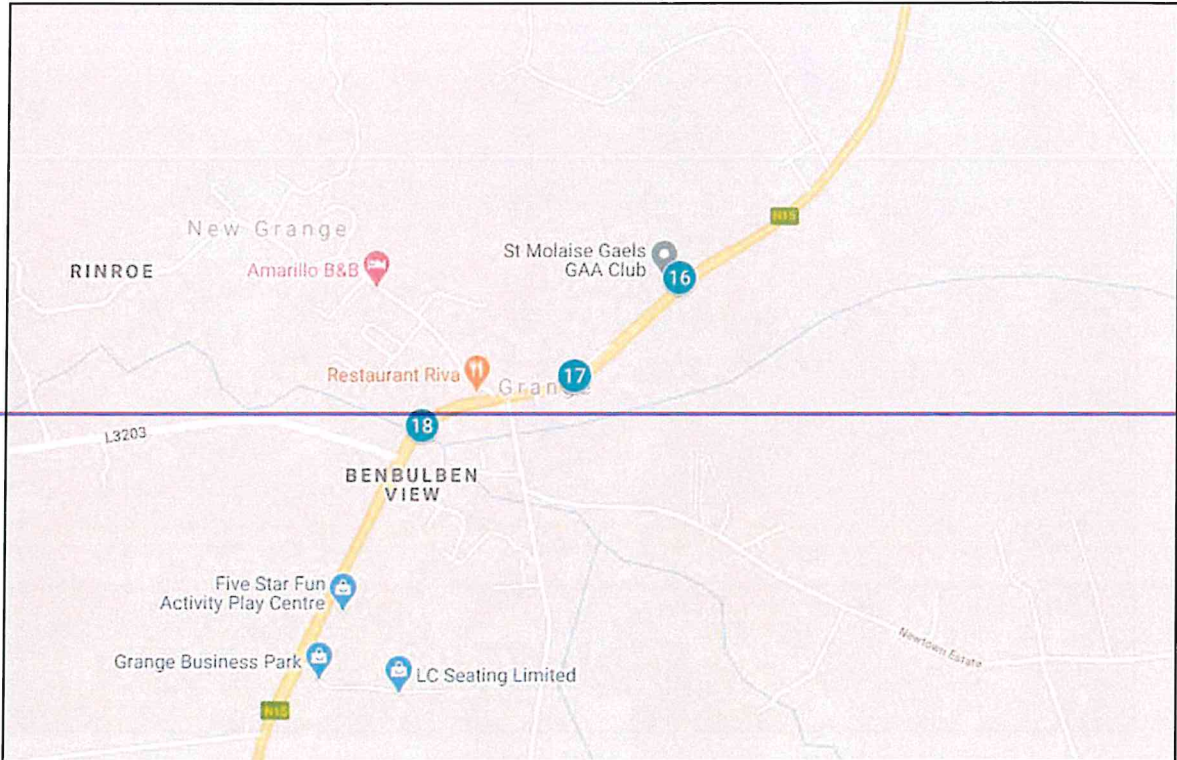 N15
New Grange
St Molaise Gaels
GAA Club
16
RINROE
Amarillo B&B
Restaurant Riva
Grange
17
18
L3203
BENBULBEN
VIEW
Five Star Fun
Activity Play Centre
Newtown Estate
Grange Business Park
LC Seating Limited
N15